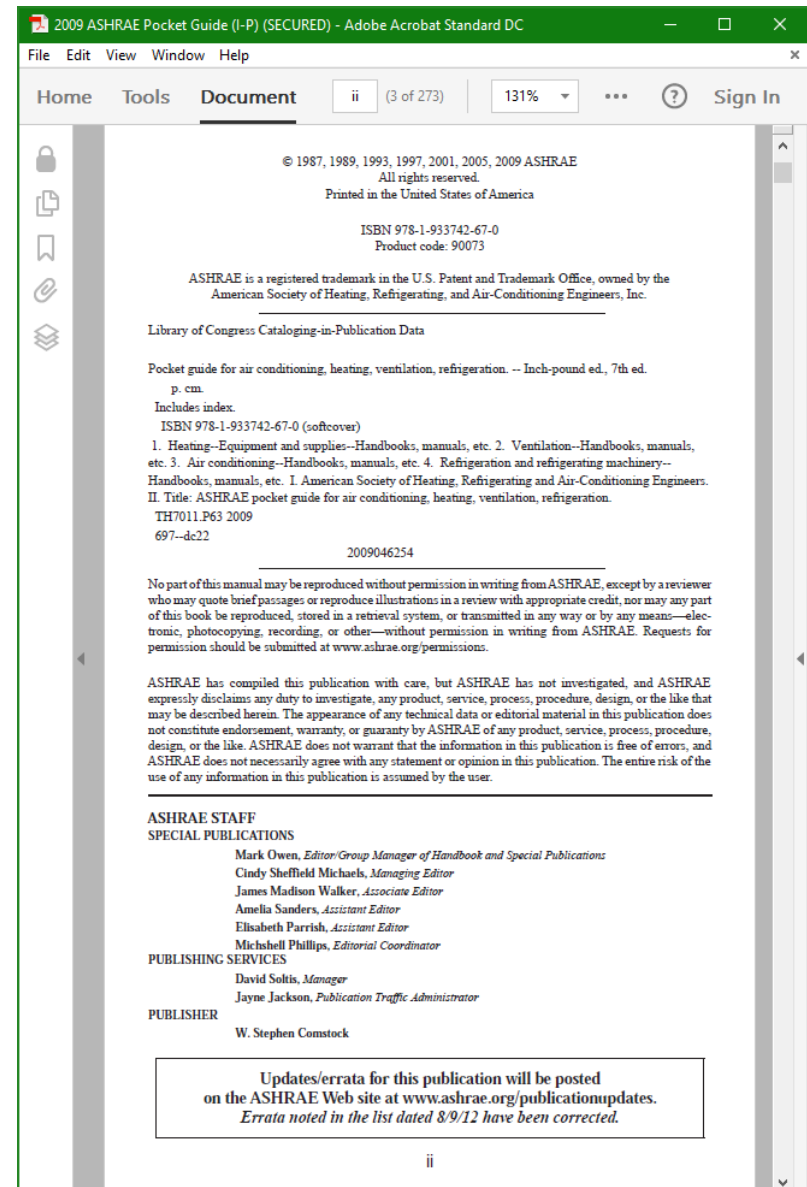 2009 ASHRAE Pocket Guide (I-P) (SECURED) - Adobe Acrobat Standard DC
File Edit View Window Help
Home Tools Document ii (3 of 273) 131% Sign In
© 1987, 1989, 1993, 1997, 2001, 2005, 2009 ASHRAE
All rights reserved.
Printed in the United States of America
ISBN 978-1-933742-67-0
Product code: 90073
ASHRAE is a registered trademark in the U.S. Patent and Trademark Office, owned by the
American Society of Heating, Refrigerating, and Air-Conditioning Engineers, Inc.
Library of Congress Cataloging-in-Publication Data
Pocket guide for air conditioning, heating, ventilation, refrigeration. -- Inch-pound ed., 7th ed.
p. cm.
Includes index.
ISBN 978-1-933742-67-0 (softcover)
1. Heating--Equipment and supplies--Handbooks, manuals, etc. 2. Ventilation--Handbooks, manuals,
etc. 3. Air conditioning--Handbooks, manuals, etc. 4. Refrigeration and refrigerating machinery--
Handbooks, manuals, etc. I. American Society of Heating, Refrigerating and Air-Conditioning Engineers.
II. Title: ASHRAE pocket guide for air conditioning, heating, ventilation, refrigeration.
TH7011.P63 2009
697--dc22
2009046254
No part of this manual may be reproduced without permission in writing from ASHRAE, except by a reviewer
who may quote brief passages or reproduce illustrations in a review with appropriate credit, nor may any part
of this book be reproduced, stored in a retrieval system, or transmitted in any way or by any means—elec-
tronic, photocopying, recording, or other—without permission in writing from ASHRAE. Requests for
permission should be submitted at www.ashrae.org/permissions.
ASHRAE has compiled this publication with care, but ASHRAE has not investigated, and ASHRAE
expressly disclaims any duty to investigate, any product, service, process, procedure, design, or the like that
may be described herein. The appearance of any technical data or editorial material in this publication does
not constitute endorsement, warranty, or guaranty by ASHRAE of any product, service, process, procedure,
design, or the like. ASHRAE does not warrant that the information in this publication is free of errors, and
ASHRAE does not necessarily agree with any statement or opinion in this publication. The entire risk of the
use of any information in this publication is assumed by the user.
ASHRAE STAFF
SPECIAL PUBLICATIONS
Mark Owen, Editor/Group Manager of Handbook and Special Publications
Cindy Sheffield Michaels, Managing Editor
James Madison Walker, Associate Editor
Amelia Sanders, Assistant Editor
Elisabeth Parrish, Assistant Editor
Michshell Phillips, Editorial Coordinator
PUBLISHING SERVICES
David Soltis, Manager
Jayne Jackson, Publication Traffic Administrator
PUBLISHER
W. Stephen Comstock
Updates/errata for this publication will be posted
on the ASHRAE Web site at www.ashrae.org/publicationupdates.
Errata noted in the list dated 8/9/12 have been corrected.
ii